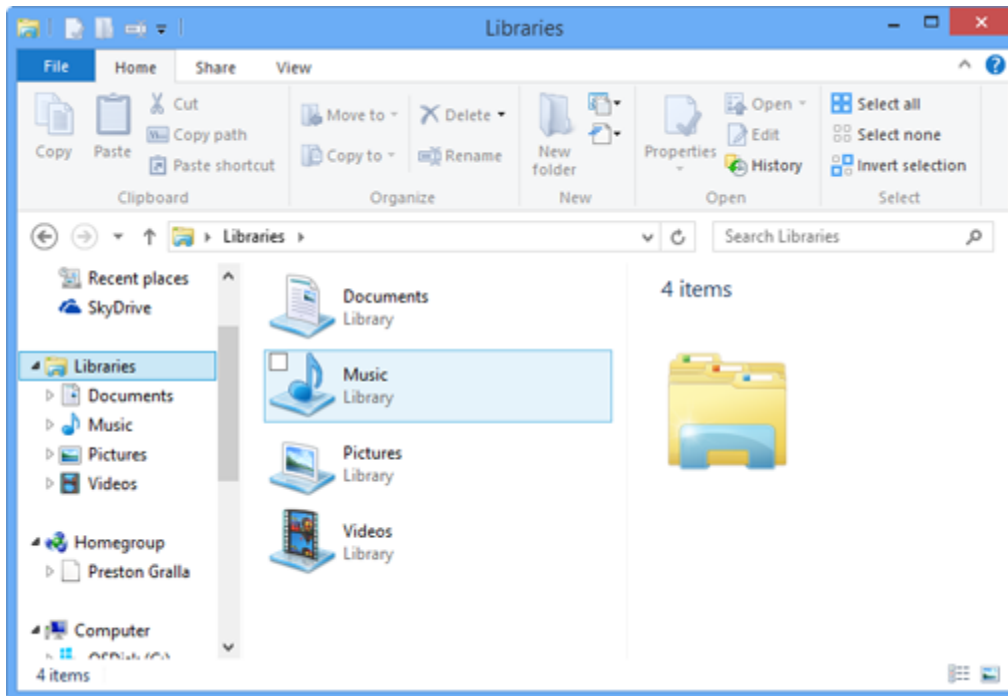 Libraries
File Home Share View
Copy
Paste
Cut
Copy path
Paste shortcut
Clipboard
Move to
Copy to
Delete
Rename
Organize
New folder
New
Properties
Open
Edit
History
Open
Select all
Select none
Invert selection
Select
Libraries
Search Libraries
Recent places
SkyDrive
Libraries
Documents
Music
Pictures
Videos
Homegroup
Preston Gralla
Computer
Documents
Library
Music
Library
Pictures
Library
Videos
Library
4 items
4 items